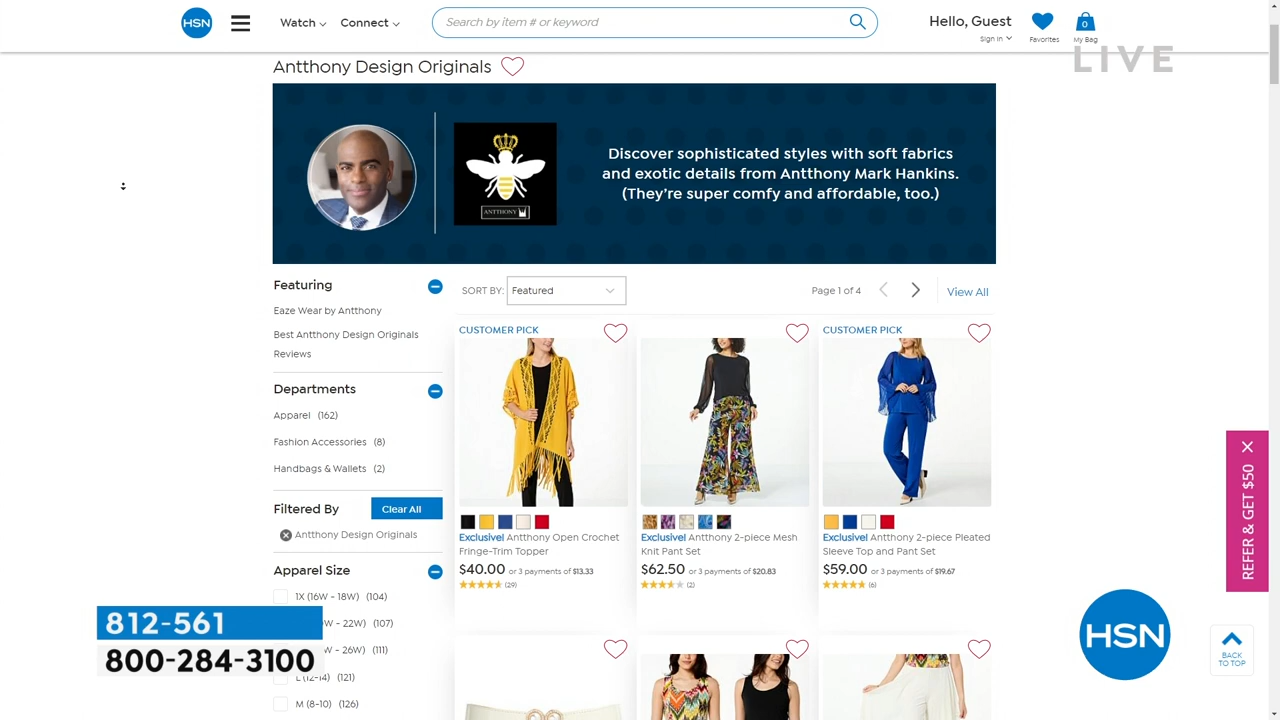 HSN
Watch
Connect
Search by item # or keyword
Hello, Guest
Sign In
Favorites
0
My Bag
LIVE
Antthony Design Originals
ANTTHONY
Discover sophisticated styles with soft fabrics
and exotic details from Antthony Mark Hankins.
(They're super comfy and affordable, too.)
Featuring
Eaze Wear by Antthony
Best Antthony Design Originals
Reviews
Departments
Apparel (162)
Fashion Accessories (8)
Handbags & Wallets (2)
Filtered By
Clear All
Antthony Design Originals
Apparel Size
1X (16W - 18W) (104)
W - 22W) (107)
W - 26W) (111)
L (12-14) (121)
M (8-10) (126)
SORT BY: Featured
Page 1 of 4
View All
CUSTOMER PICK
Exclusive! Antthony Open Crochet
Fringe-Trim Topper
$40.00 or 3 payments of $13.33
(29)
Exclusive! Antthony 2-piece Mesh
Knit Pant Set
$62.50 or 3 payments of $20.83
(2)
CUSTOMER PICK
Exclusive! Antthony 2-piece Pleated
Sleeve Top and Pant Set
$59.00 or 3 payments of $19.67
(6)
REFER & GET $50
812-561
800-284-3100
HSN
BACK
TO TOP